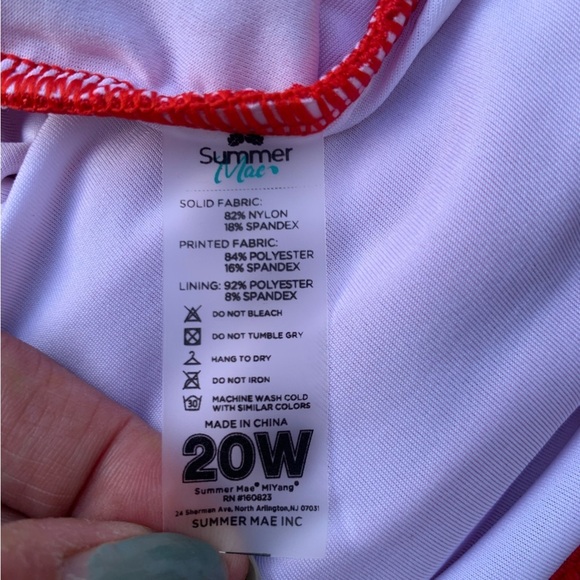 Summer
Mae
SOLID FABRIC:
82% NYLON
18% SPANDEX
PRINTED FABRIC:
84% POLYESTER
16% SPANDEX
LINING: 92% POLYESTER
8% SPANDEX
DO NOT BLEACH
DO NOT TUMBLE GRY
HANG TO DRY
DO NOT IRON
30 MACHINE WASH COLD
WITH SIMILAR COLORS
MADE IN CHINA
20W
Summer Mae® MiYang®
RN #160823
24 Sherman Ave, North Arlington,NJ 07031
SUMMER MAE INC